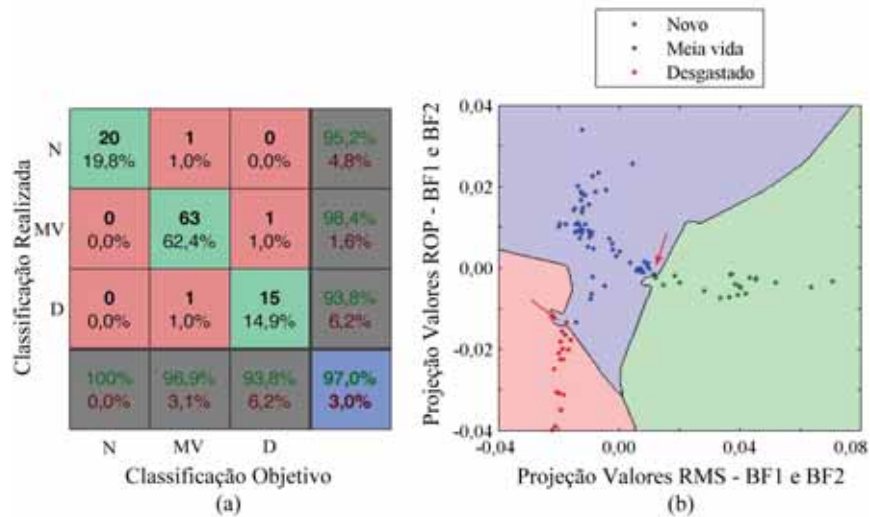 Novo
Meia vida
Desgastado
Classificação Realizada
N
20
19,8%
1
1,0%
0
0,0%
95,2%
4,8%
MV
0
0,0%
63
62,4%
1
1,0%
98,4%
1,6%
D
0
0,0%
1
1,0%
15
14,9%
93,8%
6,2%
100%
0,0%
96,9%
3,1%
93,8%
6,2%
97,0%
3,0%
N MV D
Classificação Objetivo
(a)
Projeção Valores ROP - BF1 e BF2
0,04
0,02
0,00
-0,02
-0,04
-0,04 0,00 0,04 0,08
Projeção Valores RMS - BF1 e BF2
(b)